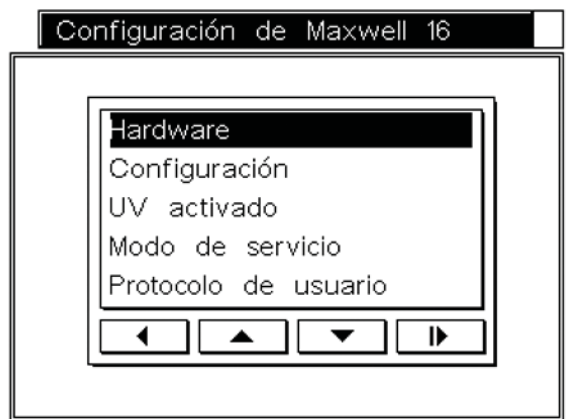 Configuración de Maxwell 16
Hardware
Configuración
UV activado
Modo de servicio
Protocolo de usuario